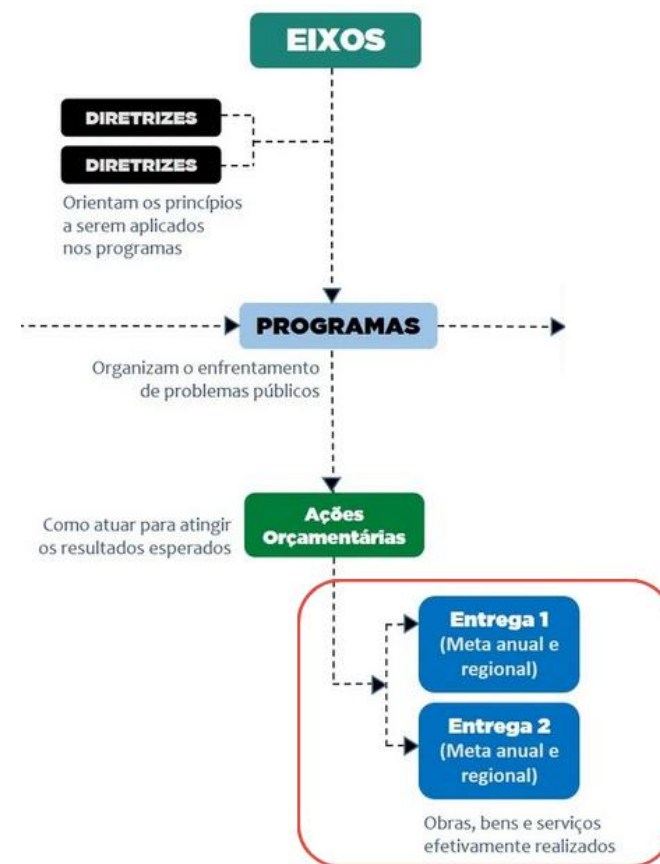 EIXOS
DIRETRIZES
DIRETRIZES
Orientam os princípios
a serem aplicados
nos programas
PROGRAMAS
Organizam o enfrentamento
de problemas públicos
Ações
Orçamentárias
Como atuar para atingir
os resultados esperados
Entrega 1
(Meta anual e
regional)
Entrega 2
(Meta anual e
regional)
Obras, bens e serviços
efetivamente realizados